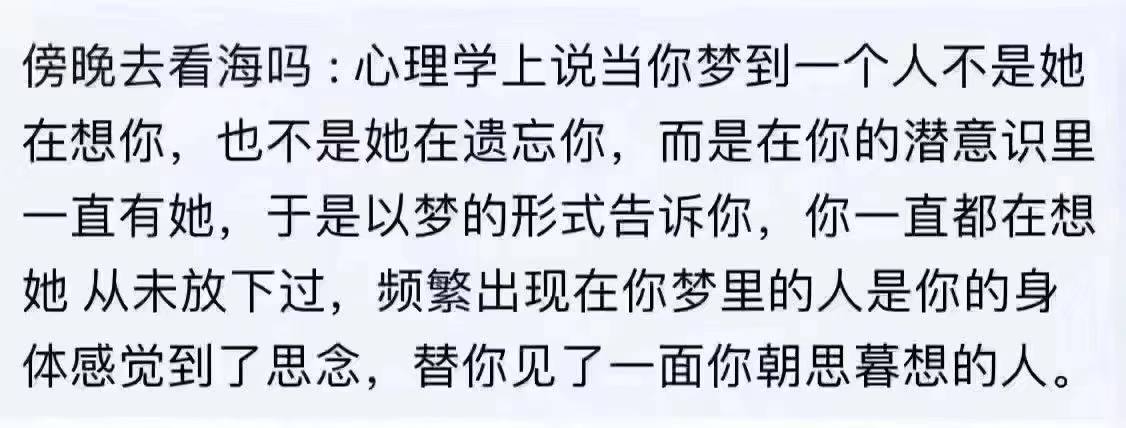 傍晚去看海吗：心理学上说当你梦到一个人不是她
在想你，也不是她在遗忘你，而是在你的潜意识里
一直有她，于是以梦的形式告诉你，你一直都在想
她 从未放下过，频繁出现在你梦里的人是你的身
体感觉到了思念，替你见了一面你朝思暮想的人。